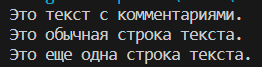 Это текст с комментариями.
Это обычная строка текста.
Это еще одна строка текста.